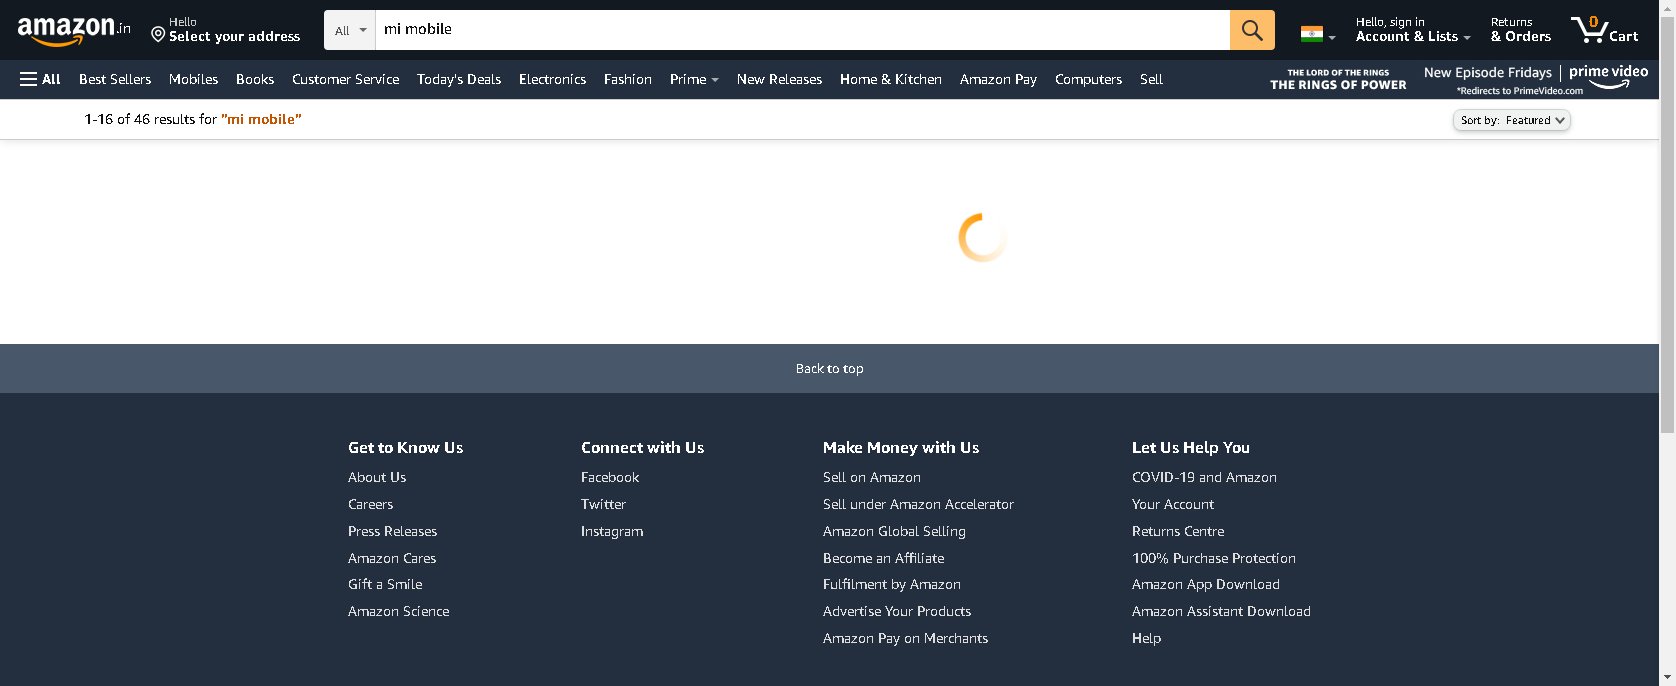 amazon.in
Hello
Select your address
All
mi mobile
Hello, sign in
Account & Lists
Returns
& Orders
0
Cart
All
Best Sellers
Mobiles
Books
Customer Service
Today's Deals
Electronics
Fashion
Prime
New Releases
Home & Kitchen
Amazon Pay
Computers
Sell
THE LORD OF THE RINGS
THE RINGS OF POWER
New Episode Fridays
prime video
*Redirects to PrimeVideo.com
1-16 of 46 results for "mi mobile"
Sort by: Featured
Back to top
Get to Know Us
About Us
Careers
Press Releases
Amazon Cares
Gift a Smile
Amazon Science
Connect with Us
Facebook
Twitter
Instagram
Make Money with Us
Sell on Amazon
Sell under Amazon Accelerator
Amazon Global Selling
Become an Affiliate
Fulfilment by Amazon
Advertise Your Products
Amazon Pay on Merchants
Let Us Help You
COVID-19 and Amazon
Your Account
Returns Centre
100% Purchase Protection
Amazon App Download
Amazon Assistant Download
Help